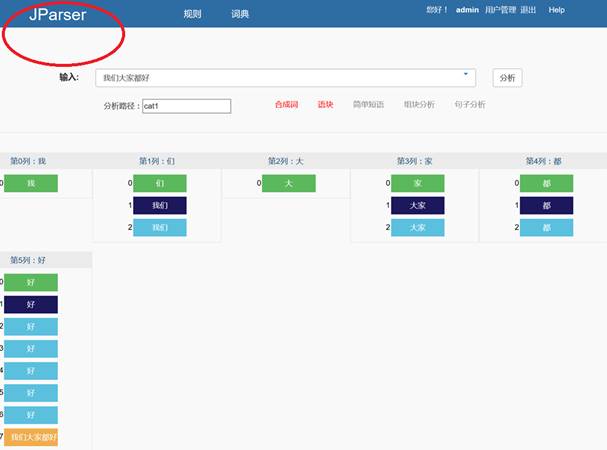 JParser 规则 词典 您好！ admin 用户管理 退出 Help
输入: 我们大家都好 分析
分析路径：cat1 合成词 语块 简单短语 组块分析 句子分析
第0列：我 第1列：们 第2列：大 第3列：家 第4列：都
0 我 0 们 0 大 0 家 0 都
1 我们 1 大家 1 都
2 我们 2 大家 2 都
第5列：好
0 好
1 好
2 好
3 好
4 好
5 好
6 好
7 我们大家都好